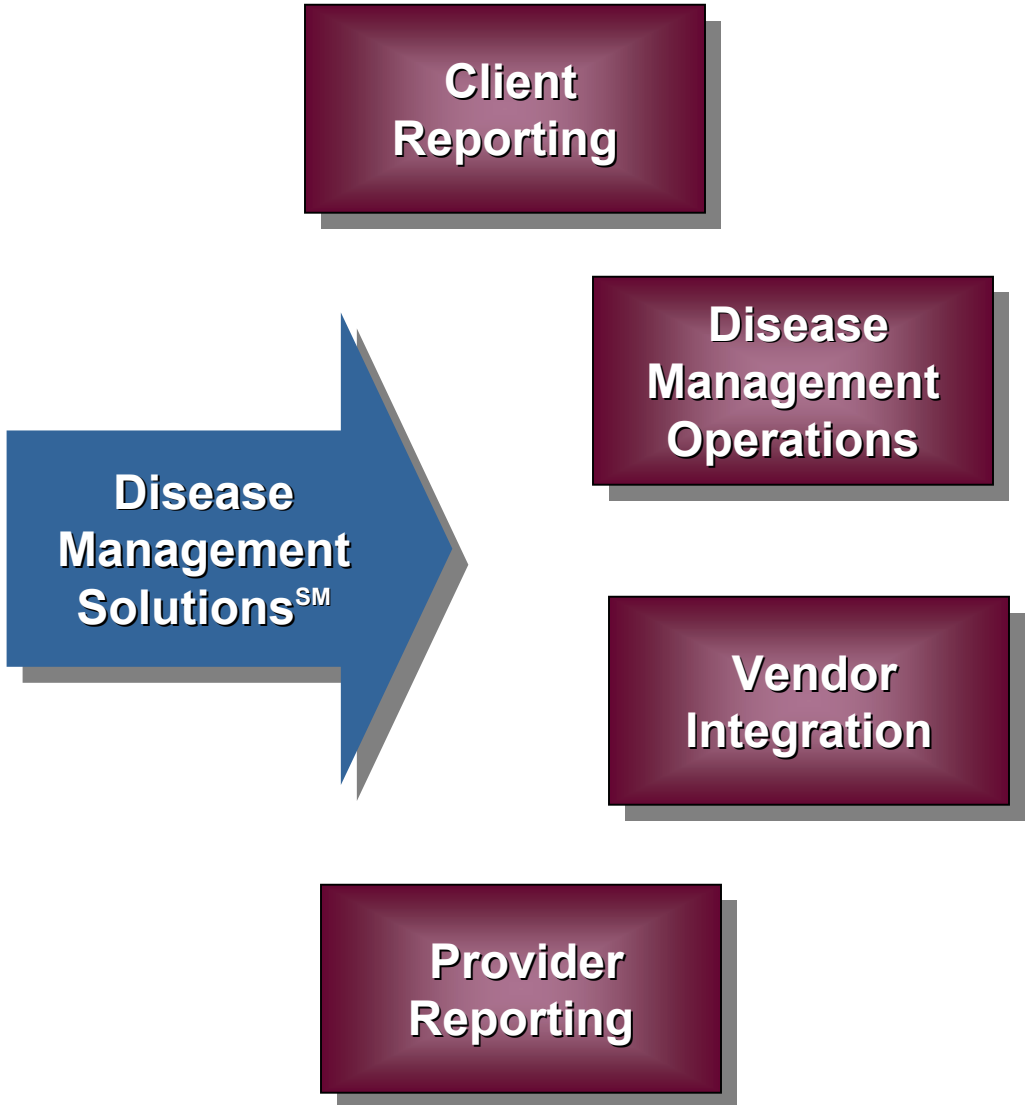 Client
Reporting
Disease
Management
Operations
Disease
Management
Solutions℠
Vendor
Integration
Provider
Reporting